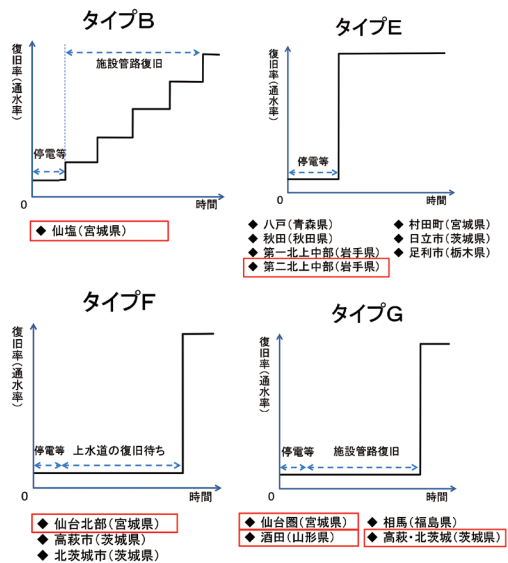 タイプB
復旧率(通水率)
施設管路復旧
停電等
0
時間
◆ 仙塩(宮城県)
タイプE
復旧率(通水率)
停電等
0
時間
◆ 八戸(青森県)
◆ 秋田(秋田県)
◆ 第一北上中部(岩手県)
◆ 第二北上中部(岩手県)
◆ 村田町(宮城県)
◆ 日立市(茨城県)
◆ 足利市(栃木県)
タイプF
復旧率(通水率)
停電等
上水道の復旧待ち
0
時間
◆ 仙台北部(宮城県)
◆ 高萩市(茨城県)
◆ 北茨城市(茨城県)
タイプG
復旧率(通水率)
停電等
施設管路復旧
0
時間
◆ 仙台圏(宮城県)
◆ 酒田(山形県)
◆ 相馬(福島県)
◆ 高萩・北茨城(茨城県)